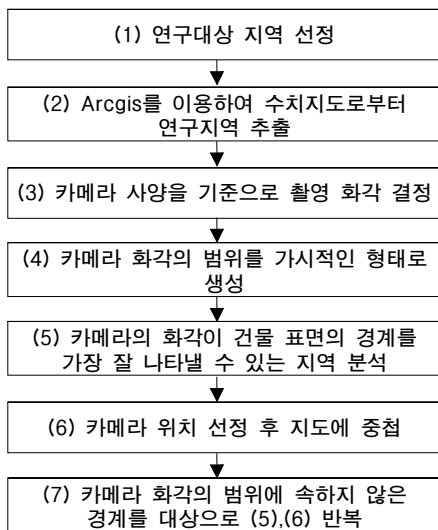 (1) 연구대상 지역 선정
(2) Arcgis를 이용하여 수치지도로부터
연구지역 추출
(3) 카메라 사양을 기준으로 촬영 화각 결정
(4) 카메라 화각의 범위를 가시적인 형태로
생성
(5) 카메라의 화각이 건물 표면의 경계를
가장 잘 나타낼 수 있는 지역 분석
(6) 카메라 위치 선정 후 지도에 중첩
(7) 카메라 화각의 범위에 속하지 않은
경계를 대상으로 (5),(6) 반복